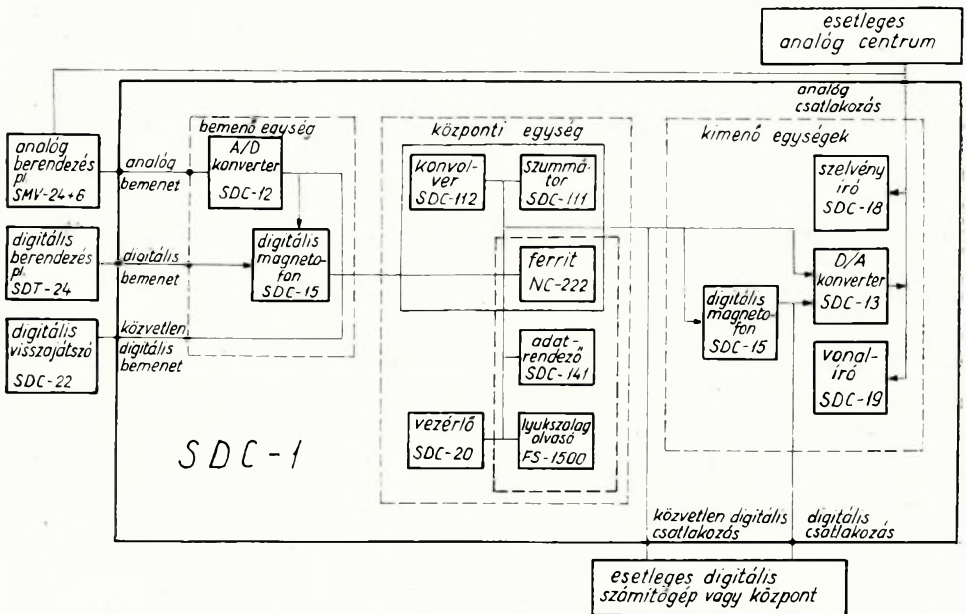 esetleges
analóg centrum
analóg
csatlakozás
bemenő egység
központi egység
kimenő egységek
analóg
berendezés
pl.
SMV-24+6
analóg
bemenet
A/D
konverter
SDC-12
konvol-
ver
SDC-112
szummá-
tor
SDC-111
szelvény
író
SDC-18
digitális
berendezés
pl.
SDT-24
digitális
bemenet
digitális
magneto-
fon
SDC-15
ferrit
NC-222
digitális
magneto-
fon
SDC-15
D/A
konverter
SDC-13
digitális
visszajátszó
SDC-22
közvetlen
digitális
bemenet
adat-
rendező
SDC-141
vonal-
író
SDC-19
SDC-1
vezérlő
SDC-20
lyukszalag
olvasó
FS-1500
közvetlen digitális
csatlakozás
digitális
csatlakozás
esetleges digitális
számítógép vagy központ